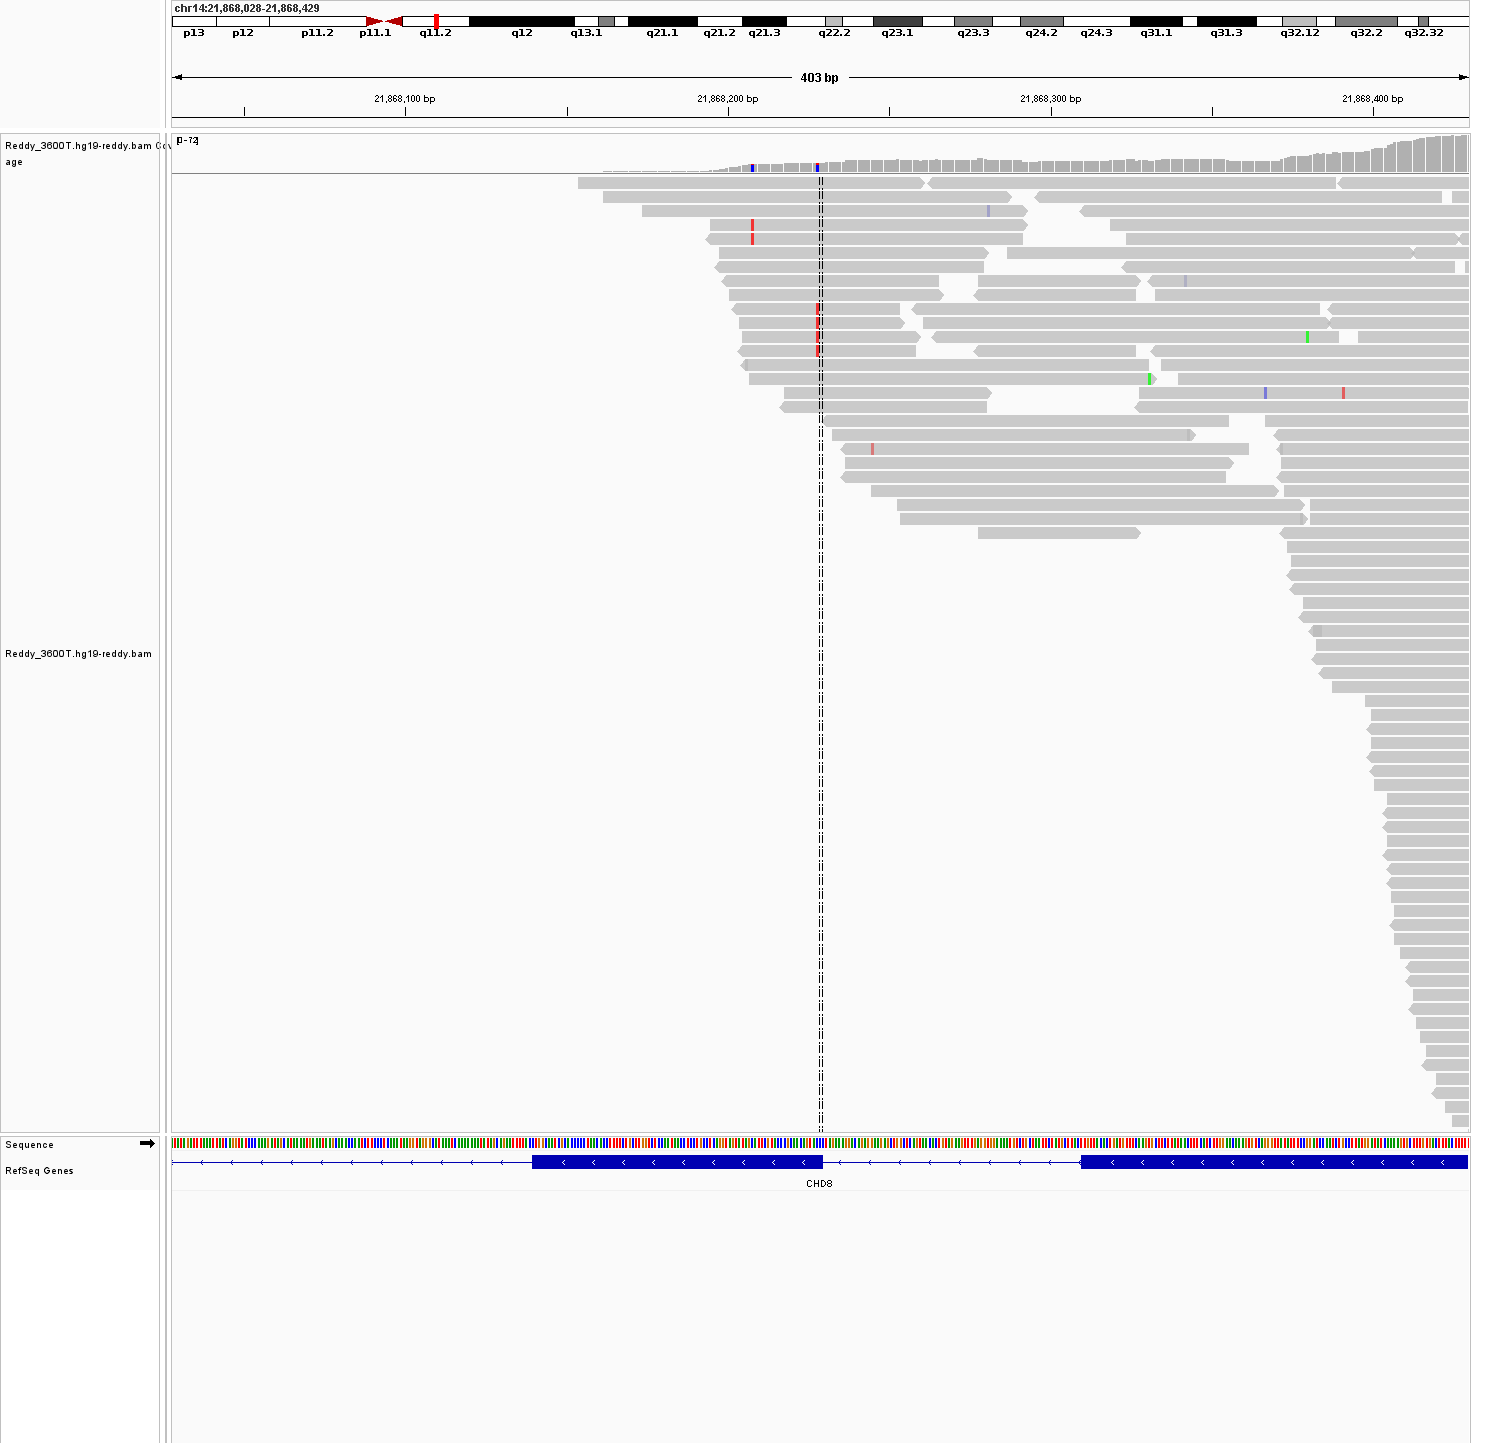 chr14:21,868,028-21,868,429
p13 p12 p11.2 p11.1 q11.2 q12 q13.1 q21.1 q21.2 q21.3 q22.2 q23.1 q23.3 q24.2 q24.3 q31.1 q31.3 q32.12 q32.2 q32.32
403 bp
21,868,100 bp 21,868,200 bp 21,868,300 bp 21,868,400 bp
Reddy_3600T.hg19-reddy.bam Cov
age
[0-72]
Reddy_3600T.hg19-reddy.bam
Sequence
RefSeq Genes
CHD8